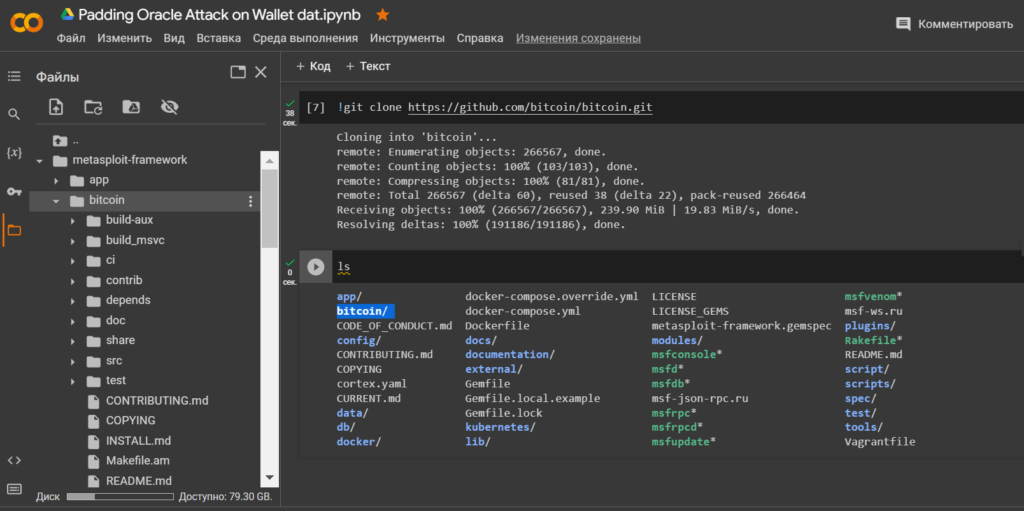 Padding Oracle Attack on Wallet dat.ipynb
Файл Изменить Вид Вставка Среда выполнения Инструменты Справка Изменения сохранены
Комментировать
Файлы
+ Код + Текст
..
metasploit-framework
app
bitcoin
build-aux
build_msvc
ci
contrib
depends
doc
share
src
test
CONTRIBUTING.md
COPYING
INSTALL.md
Makefile.am
README.md
Диск Доступно: 79.30 GB.
{x}
38
сек.
[7] !git clone https://github.com/bitcoin/bitcoin.git
Cloning into 'bitcoin'...
remote: Enumerating objects: 266567, done.
remote: Counting objects: 100% (103/103), done.
remote: Compressing objects: 100% (81/81), done.
remote: Total 266567 (delta 60), reused 38 (delta 22), pack-reused 266464
Receiving objects: 100% (266567/266567), 239.90 MiB | 19.83 MiB/s, done.
Resolving deltas: 100% (191186/191186), done.
0
сек.
ls
app/ docker-compose.override.yml LICENSE msfvenom*
bitcoin/ docker-compose.yml LICENSE_GEMS msf-ws.ru
CODE_OF_CONDUCT.md Dockerfile metasploit-framework.gemspec plugins/
config/ docs/ modules/ Rakefile*
CONTRIBUTING.md documentation/ msfconsole* README.md
COPYING external/ msfd* script/
cortex.yaml Gemfile msfdb* scripts/
CURRENT.md Gemfile.local.example msf-json-rpc.ru spec/
data/ Gemfile.lock msfrpc* test/
db/ kubernetes/ msfrpcd* tools/
docker/ lib/ msfupdate* Vagrantfile